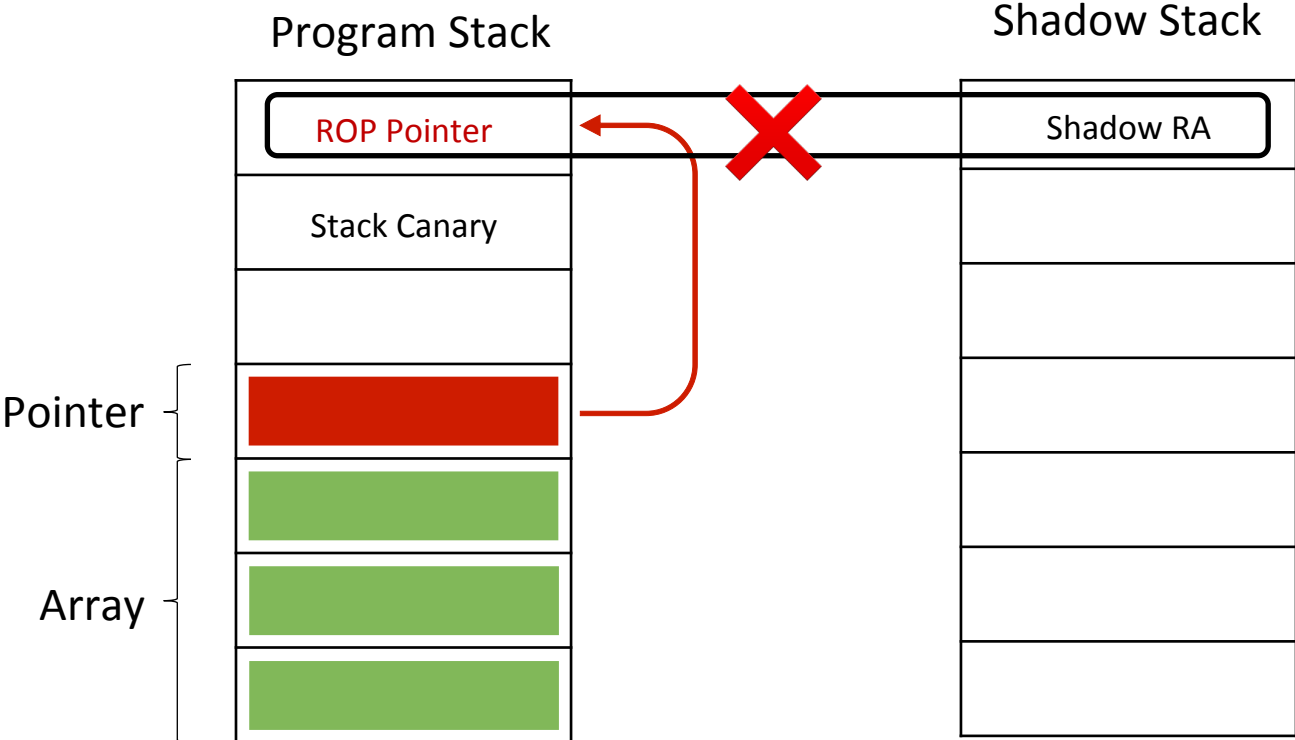 Program Stack
Shadow Stack
ROP Pointer
Shadow RA
Stack Canary
Pointer
Array